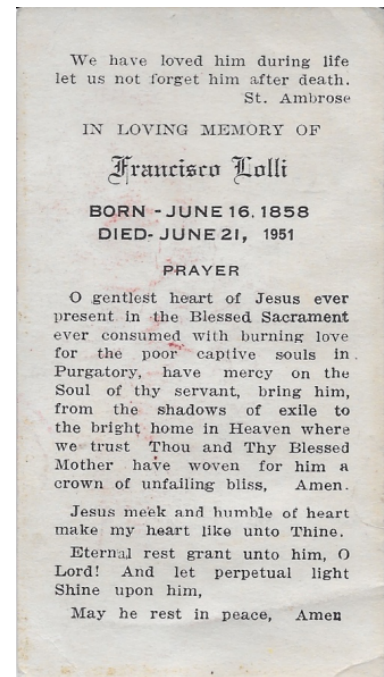 We have loved him during life
let us not forget him after death.
St. Ambrose
IN LOVING MEMORY OF
Francisco Lolli
BORN - JUNE 16. 1858
DIED- JUNE 21, 1951
PRAYER
O gentlest heart of Jesus ever
present in the Blessed Sacrament
ever consumed with burning love
for the poor captive souls in
Purgatory, have mercy on the
Soul of thy servant, bring him,
from the shadows of exile to
the bright home in Heaven where
we trust Thou and Thy Blessed
Mother have woven for him a
crown of unfailing bliss, Amen.
Jesus meek and humble of heart
make my heart like unto Thine.
Eternal rest grant unto him, O
Lord! And let perpetual light
Shine upon him,
May he rest in peace, Amen